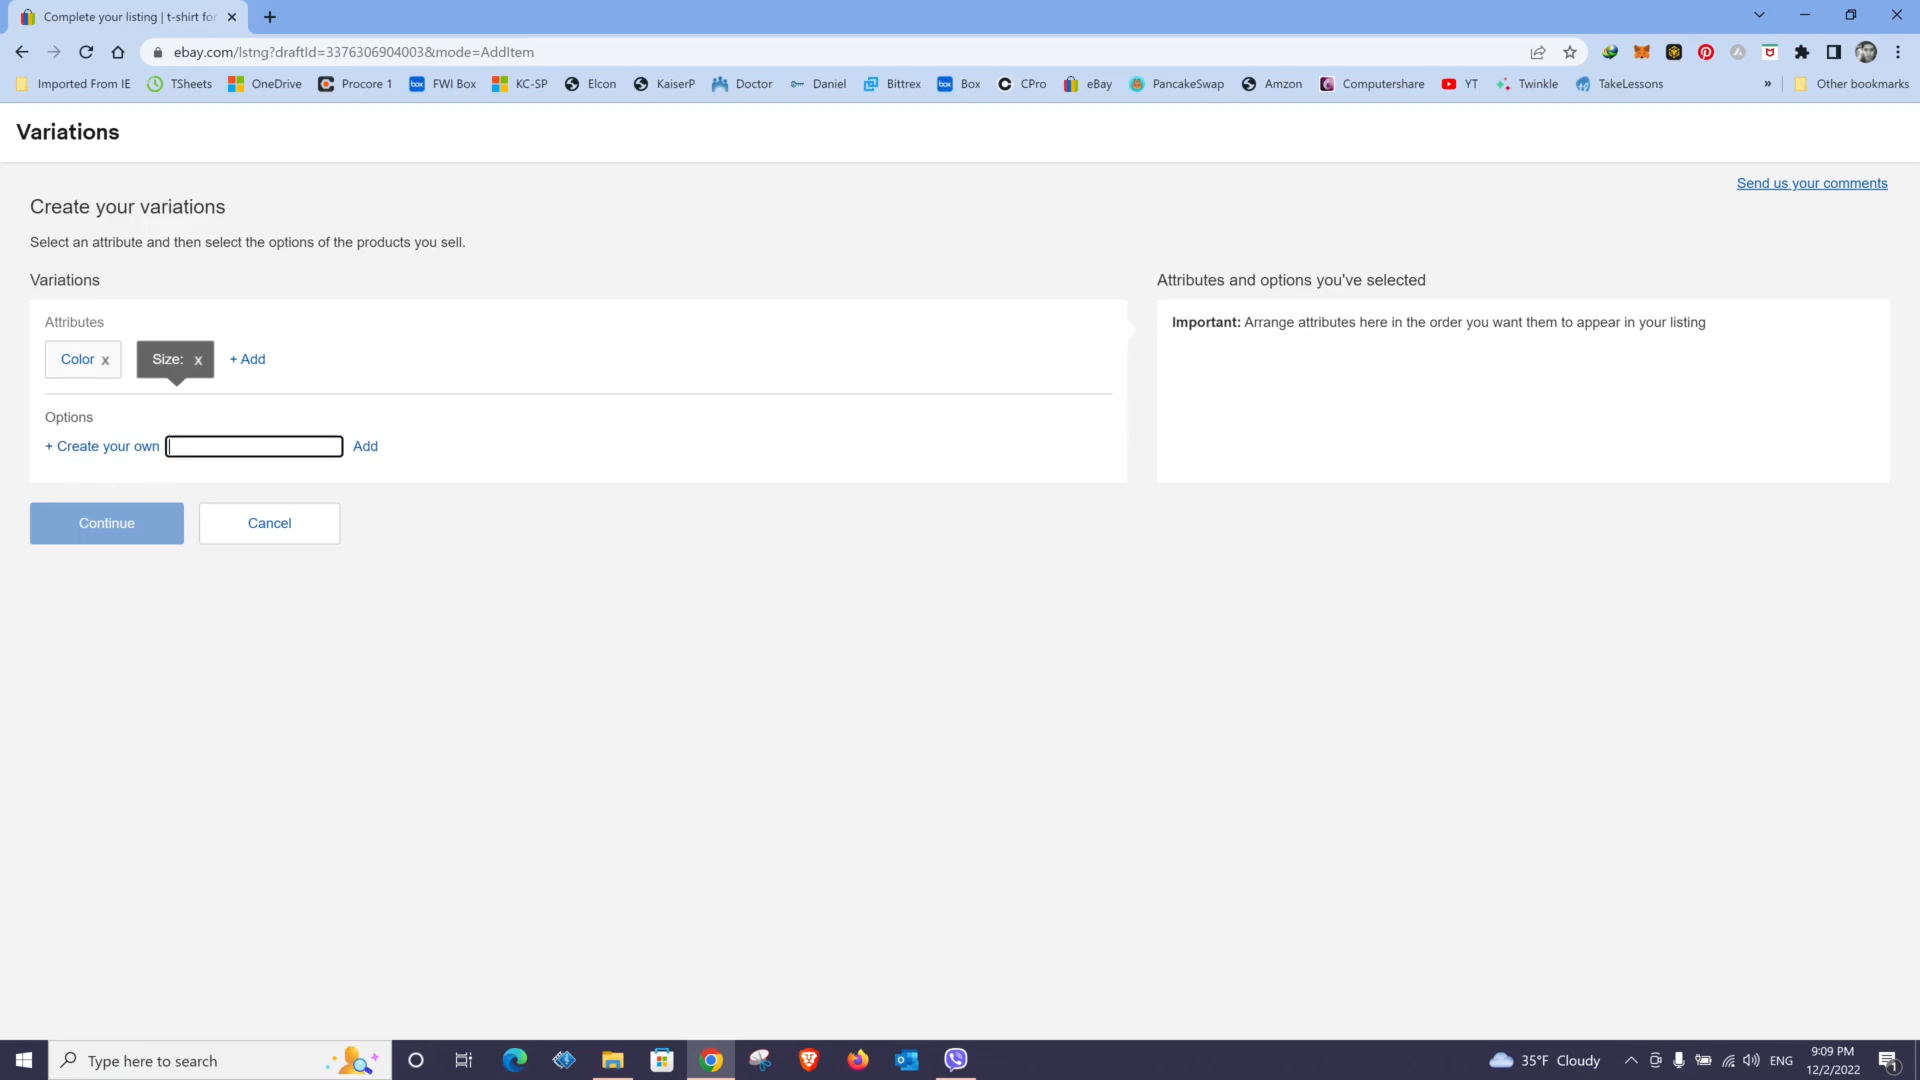 Complete your listing | t-shirt for
ebay.com/lstng?draftId=3376306904003&mode=AddItem
Imported From IE TSheets OneDrive Procore 1 FWI Box KC-SP Elcon KaiserP Doctor Daniel Bittrex Box CPro eBay PancakeSwap Amzon Computershare YT Twinkle TakeLessons » Other bookmarks
Variations
Send us your comments
Create your variations
Select an attribute and then select the options of the products you sell.
Variations
Attributes
Color x Size: x + Add
Options
+ Create your own Add
Continue Cancel
Attributes and options you've selected
Important: Arrange attributes here in the order you want them to appear in your listing
Type here to search
35°F Cloudy
ENG
9:09 PM
12/2/2022
1